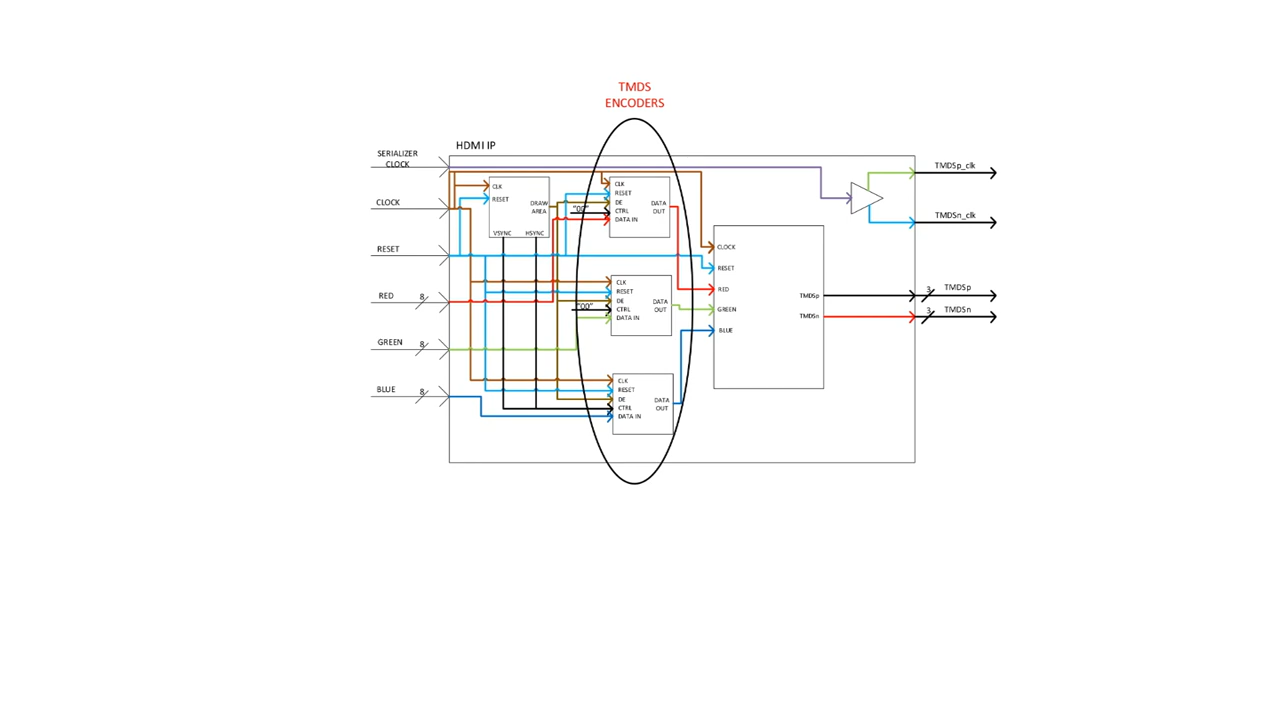 TMDS
ENCODERS
HDMI IP
SERIALIZER
CLOCK
CLOCK
RESET
RED
8
GREEN
8
BLUE
8
CLK
RESET
DRAW
AREA
VSYNC
HSYNC
"00"
CLK
RESET
DE
CTRL
DATA IN
DATA
OUT
"00"
CLK
RESET
DE
CTRL
DATA IN
DATA
OUT
CLK
RESET
DE
CTRL
DATA IN
DATA
OUT
CLOCK
RESET
RED
GREEN
BLUE
TMDSp
TMDSn
TMDSp_clk
TMDSn_clk
3
TMDSp
3
TMDSn